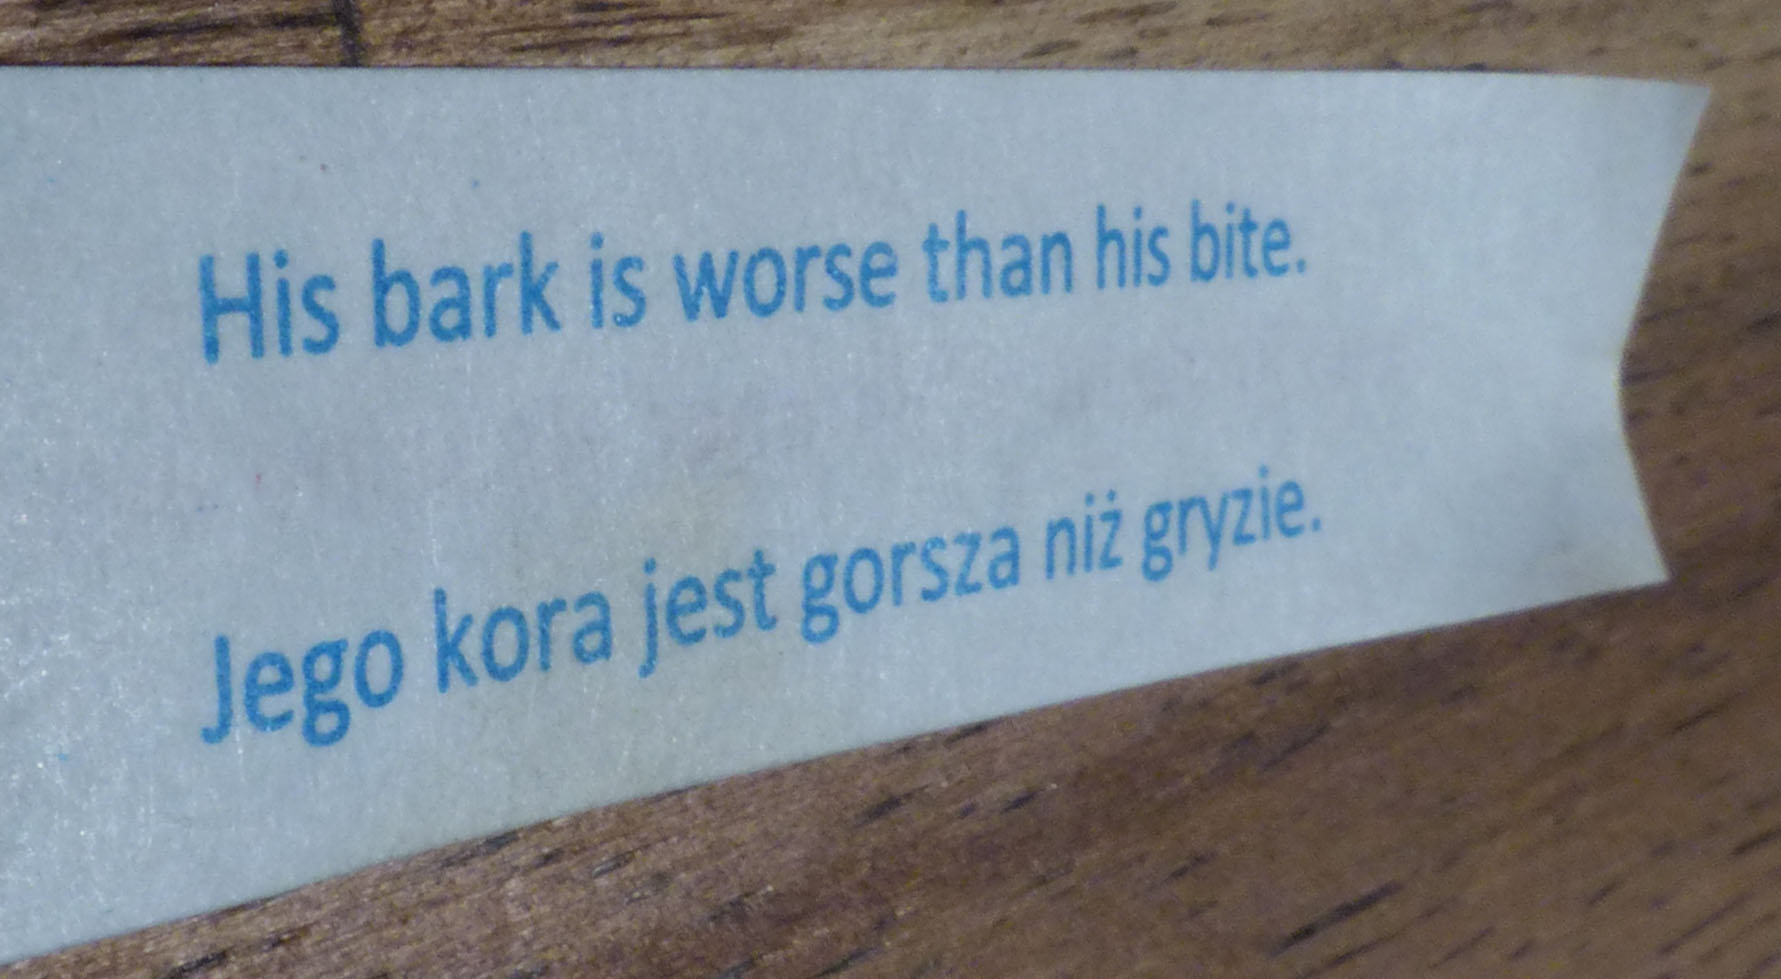 His bark is worse than his bite.
Jego kora jest gorsza niż gryzie.